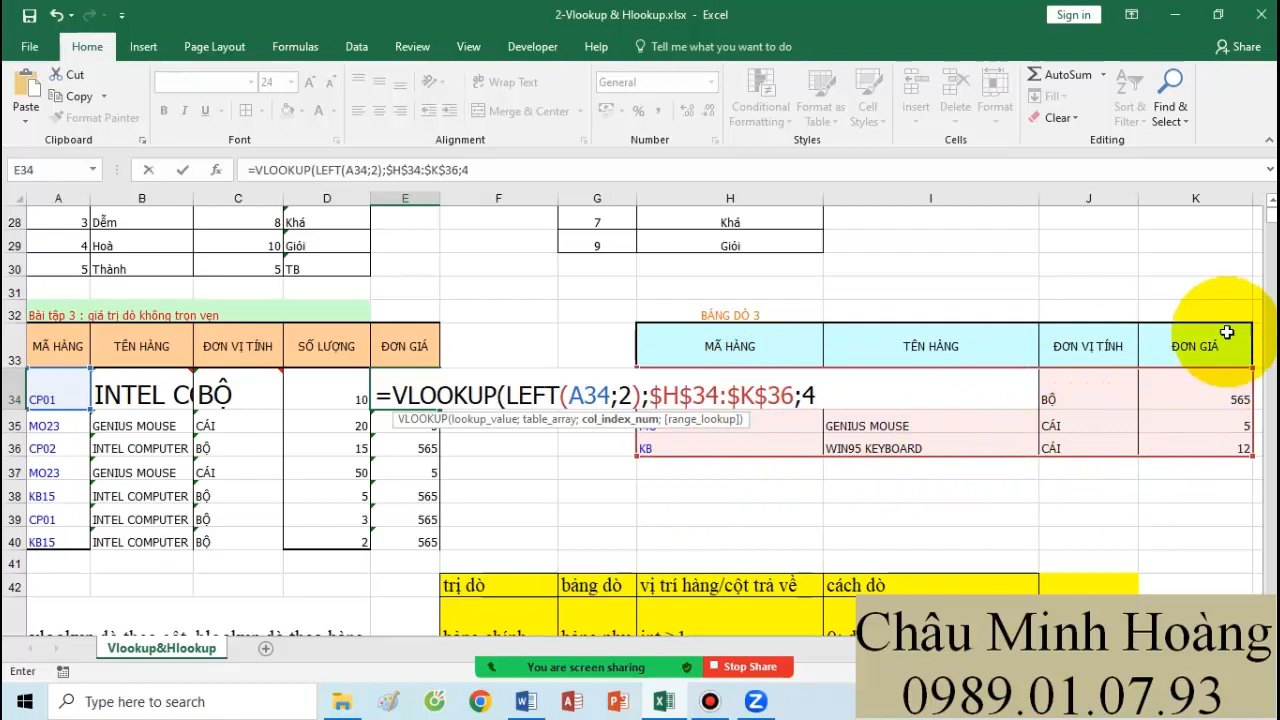 2-Vlookup & Hlookup.xlsx - Excel
Sign in
File Home Insert Page Layout Formulas Data Review View Developer Help Tell me what you want to do Share
Paste
Cut
Copy
Format Painter
Clipboard
24
B I U
Font
Wrap Text
Merge & Center
Alignment
General
Number
Conditional Formatting
Format as Table
Cell Styles
Styles
Insert
Delete
Format
Cells
AutoSum
Fill
Clear
Sort & Filter
Find & Select
Editing
E34
=VLOOKUP(LEFT(A34;2);$H$34:$K$36;4
A B C D E F G H I J K
28 3 Dễm 8 Khá 7 Khá
29 4 Hoà 10 Giỏi 9 Giỏi
30 5 Thành 5 TB
31
32 Bài tập 3 : giá trị dò không trọn vẹn BẢNG DÒ 3
33 MÃ HÀNG TÊN HÀNG ĐƠN VỊ TÍNH SỐ LƯỢNG ĐƠN GIÁ MÃ HÀNG TÊN HÀNG ĐƠN VỊ TÍNH ĐƠN GIÁ
34 CP01 INTEL BỘ 10 =VLOOKUP(LEFT(A34;2);$H$34:$K$36;4 BỘ 565
VLOOKUP(lookup_value; table_array; col_index_num; [range_lookup])
35 MO23 GENIUS MOUSE CÁI 20 GENIUS MOUSE CÁI 5
36 CP02 INTEL COMPUTER BỘ 15 565 KB WIN95 KEYBOARD CÁI 12
37 MO23 GENIUS MOUSE CÁI 50 5
38 KB15 INTEL COMPUTER BỘ 5 565
39 CP01 INTEL COMPUTER BỘ 3 565
40 KB15 INTEL COMPUTER BỘ 2 565
41
42 trị dò bảng dò vị trí hàng/cột trả về cách dò
Châu Minh Hoàng
0989.01.07.93
Vlookup&Hlookup
Enter
You are screen sharing
Stop Share
Type here to search